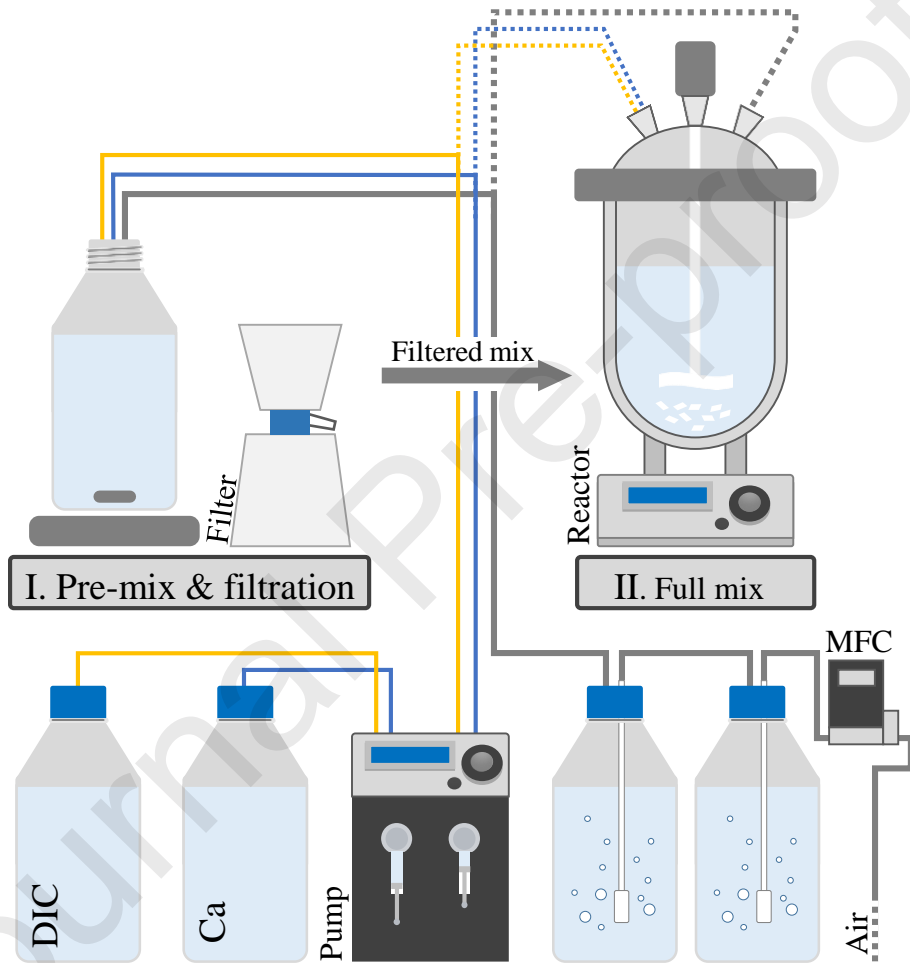 Filtered mix
Filter
Reactor
I. Pre-mix & filtration
II. Full mix
MFC
DIC
Ca
Pump
Air
Journal Pre-proof